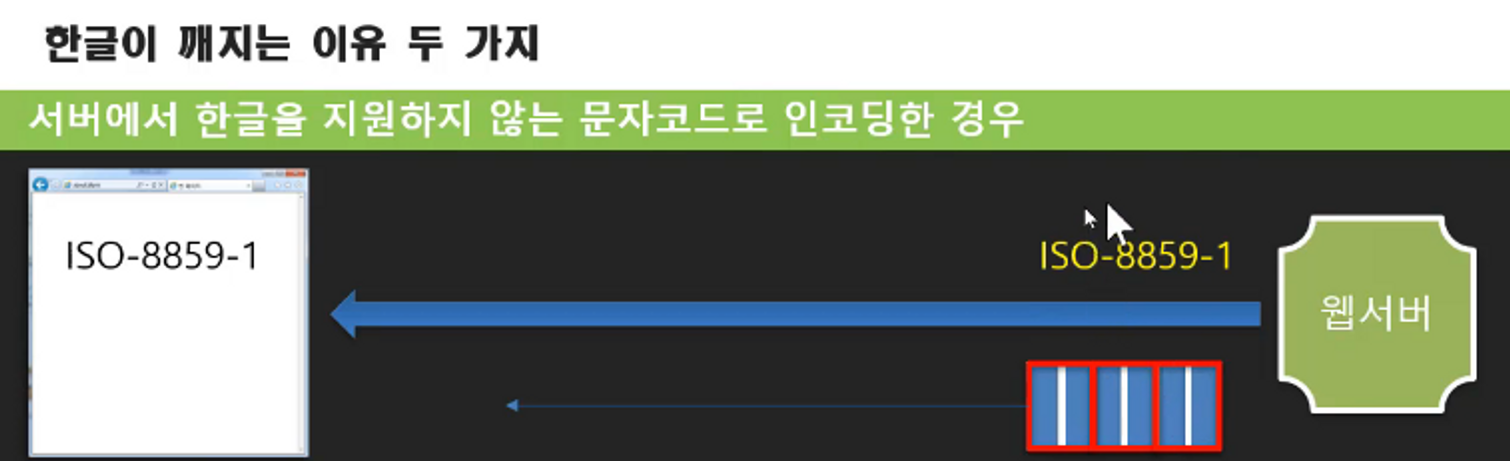 한글이 깨지는 이유 두 가지
서버에서 한글을 지원하지 않는 문자코드로 인코딩한 경우
ISO-8859-1
ISO-8859-1
웹서버